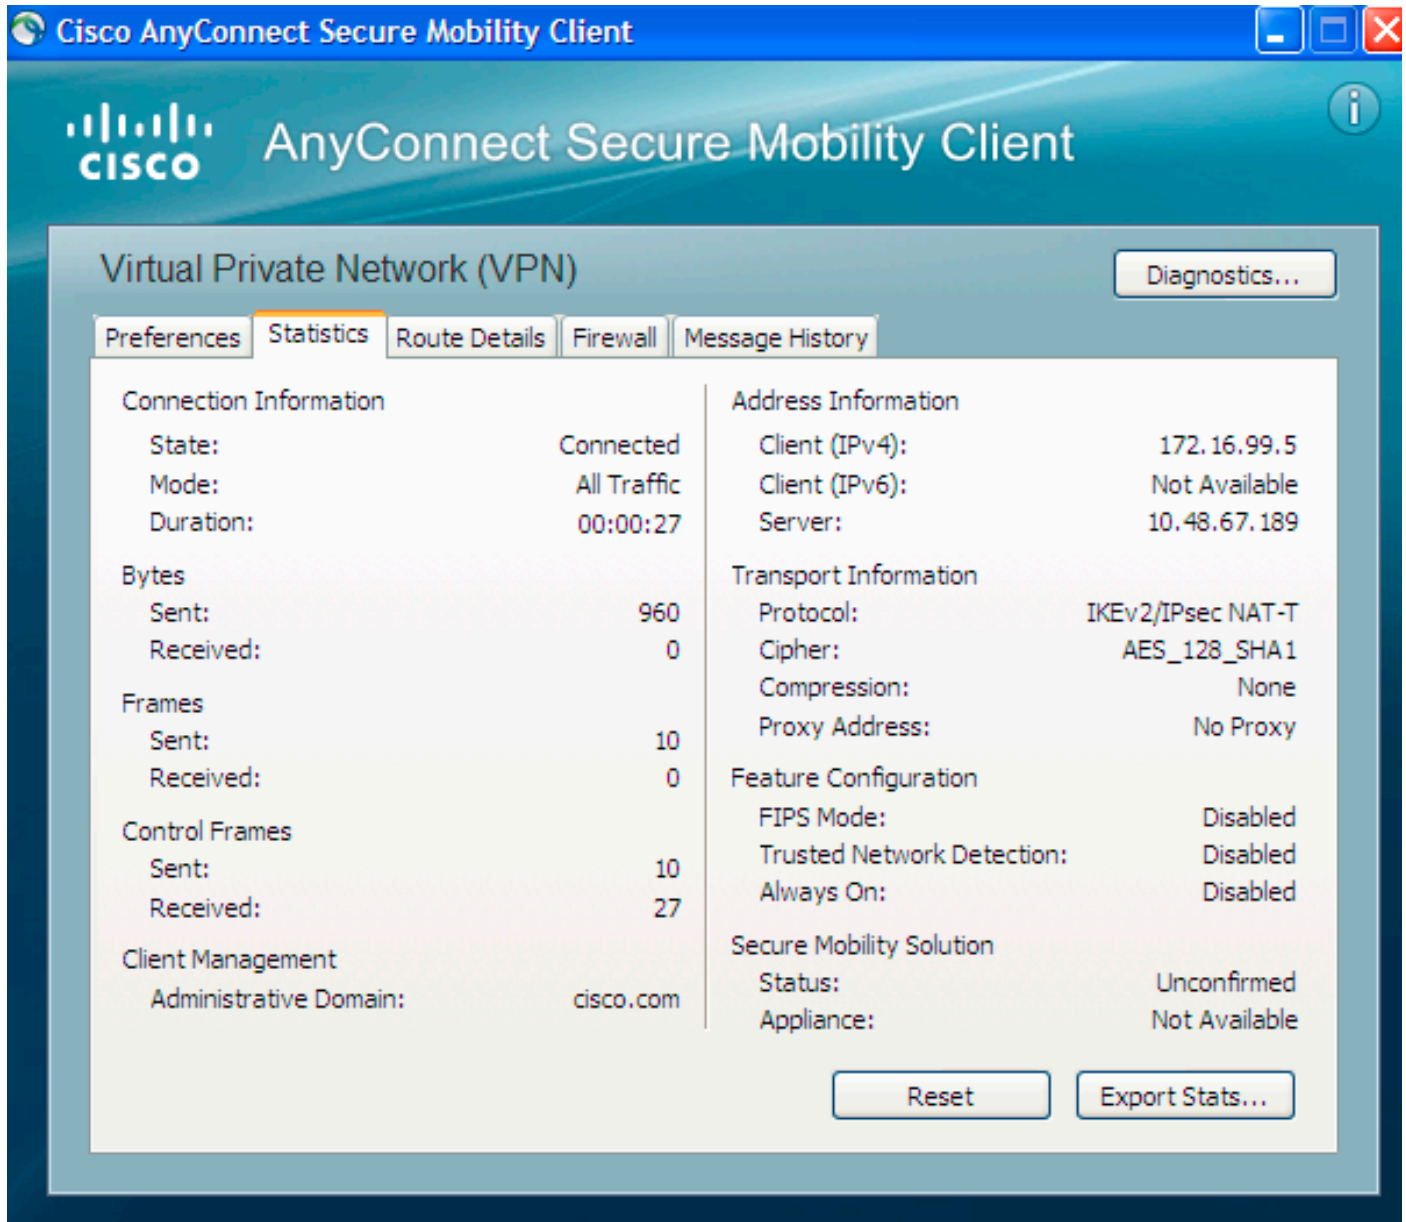 Cisco AnyConnect Secure Mobility Client
CISCO AnyConnect Secure Mobility Client
Virtual Private Network (VPN)
Diagnostics...
Preferences Statistics Route Details Firewall Message History
Connection Information
State: Connected
Mode: All Traffic
Duration: 00:00:27
Bytes
Sent: 960
Received: 0
Frames
Sent: 10
Received: 0
Control Frames
Sent: 10
Received: 27
Client Management
Administrative Domain: cisco.com
Address Information
Client (IPv4): 172.16.99.5
Client (IPv6): Not Available
Server: 10.48.67.189
Transport Information
Protocol: IKEv2/IPsec NAT-T
Cipher: AES_128_SHA1
Compression: None
Proxy Address: No Proxy
Feature Configuration
FIPS Mode: Disabled
Trusted Network Detection: Disabled
Always On: Disabled
Secure Mobility Solution
Status: Unconfirmed
Appliance: Not Available
Reset Export Stats...